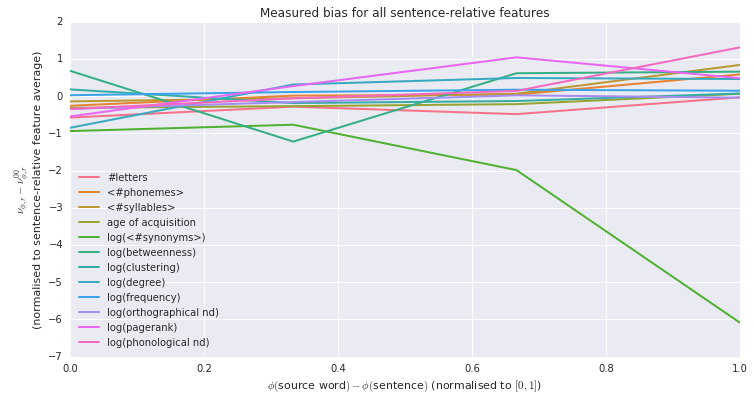 Measured bias for all sentence-relative features
2
1
0
−1
−2
−3
−4
−5
−6
−7
0.0
0.2
0.4
0.6
0.8
1.0
(normalised to sentence-relative feature average)
#letters
<#phonemes>
<#syllables>
age of acquisition
log(<#synonyms>)
log(betweenness)
log(clustering)
log(degree)
log(frequency)
log(orthographical nd)
log(pagerank)
log(phonological nd)
ϕ(source word) − ϕ(sentence) (normalised to [0, 1])